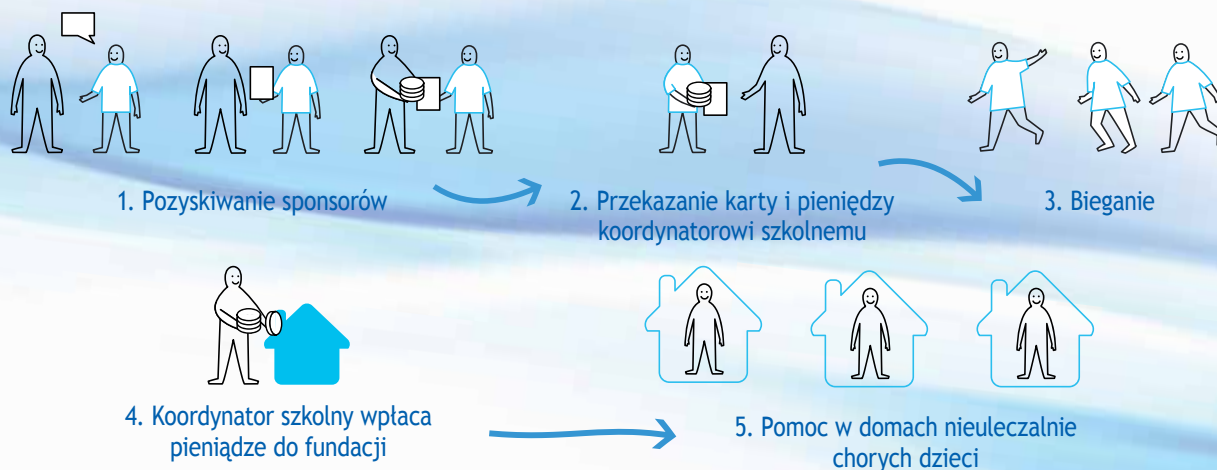 1. Pozyskiwanie sponsorów
2. Przekazanie karty i pieniędzy
koordynatorowi szkolnemu
3. Bieganie
4. Koordynator szkolny wpłaca
pieniądze do fundacji
5. Pomoc w domach nieuleczalnie
chorych dzieci